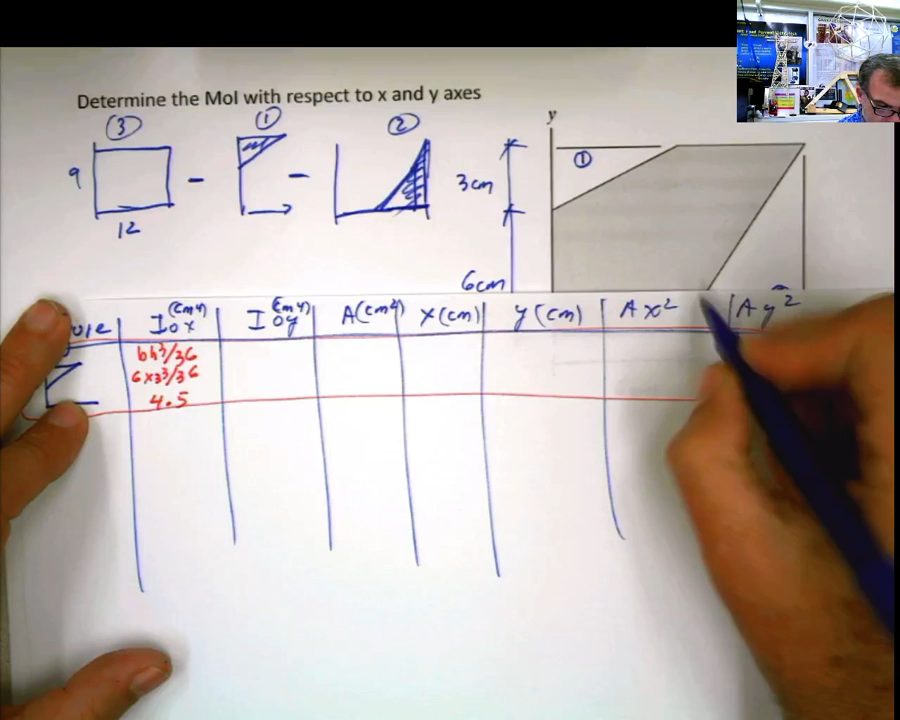 Determine the MoI with respect to x and y axes
③ ① ②
9 - -
12
y
①
3cm
6cm
(cm⁴) (cm⁴)
I₀ₓ I₀y A(cm²) x(cm) y(cm) Ax² Ay²
bh³/36
6×3³/36
4.5